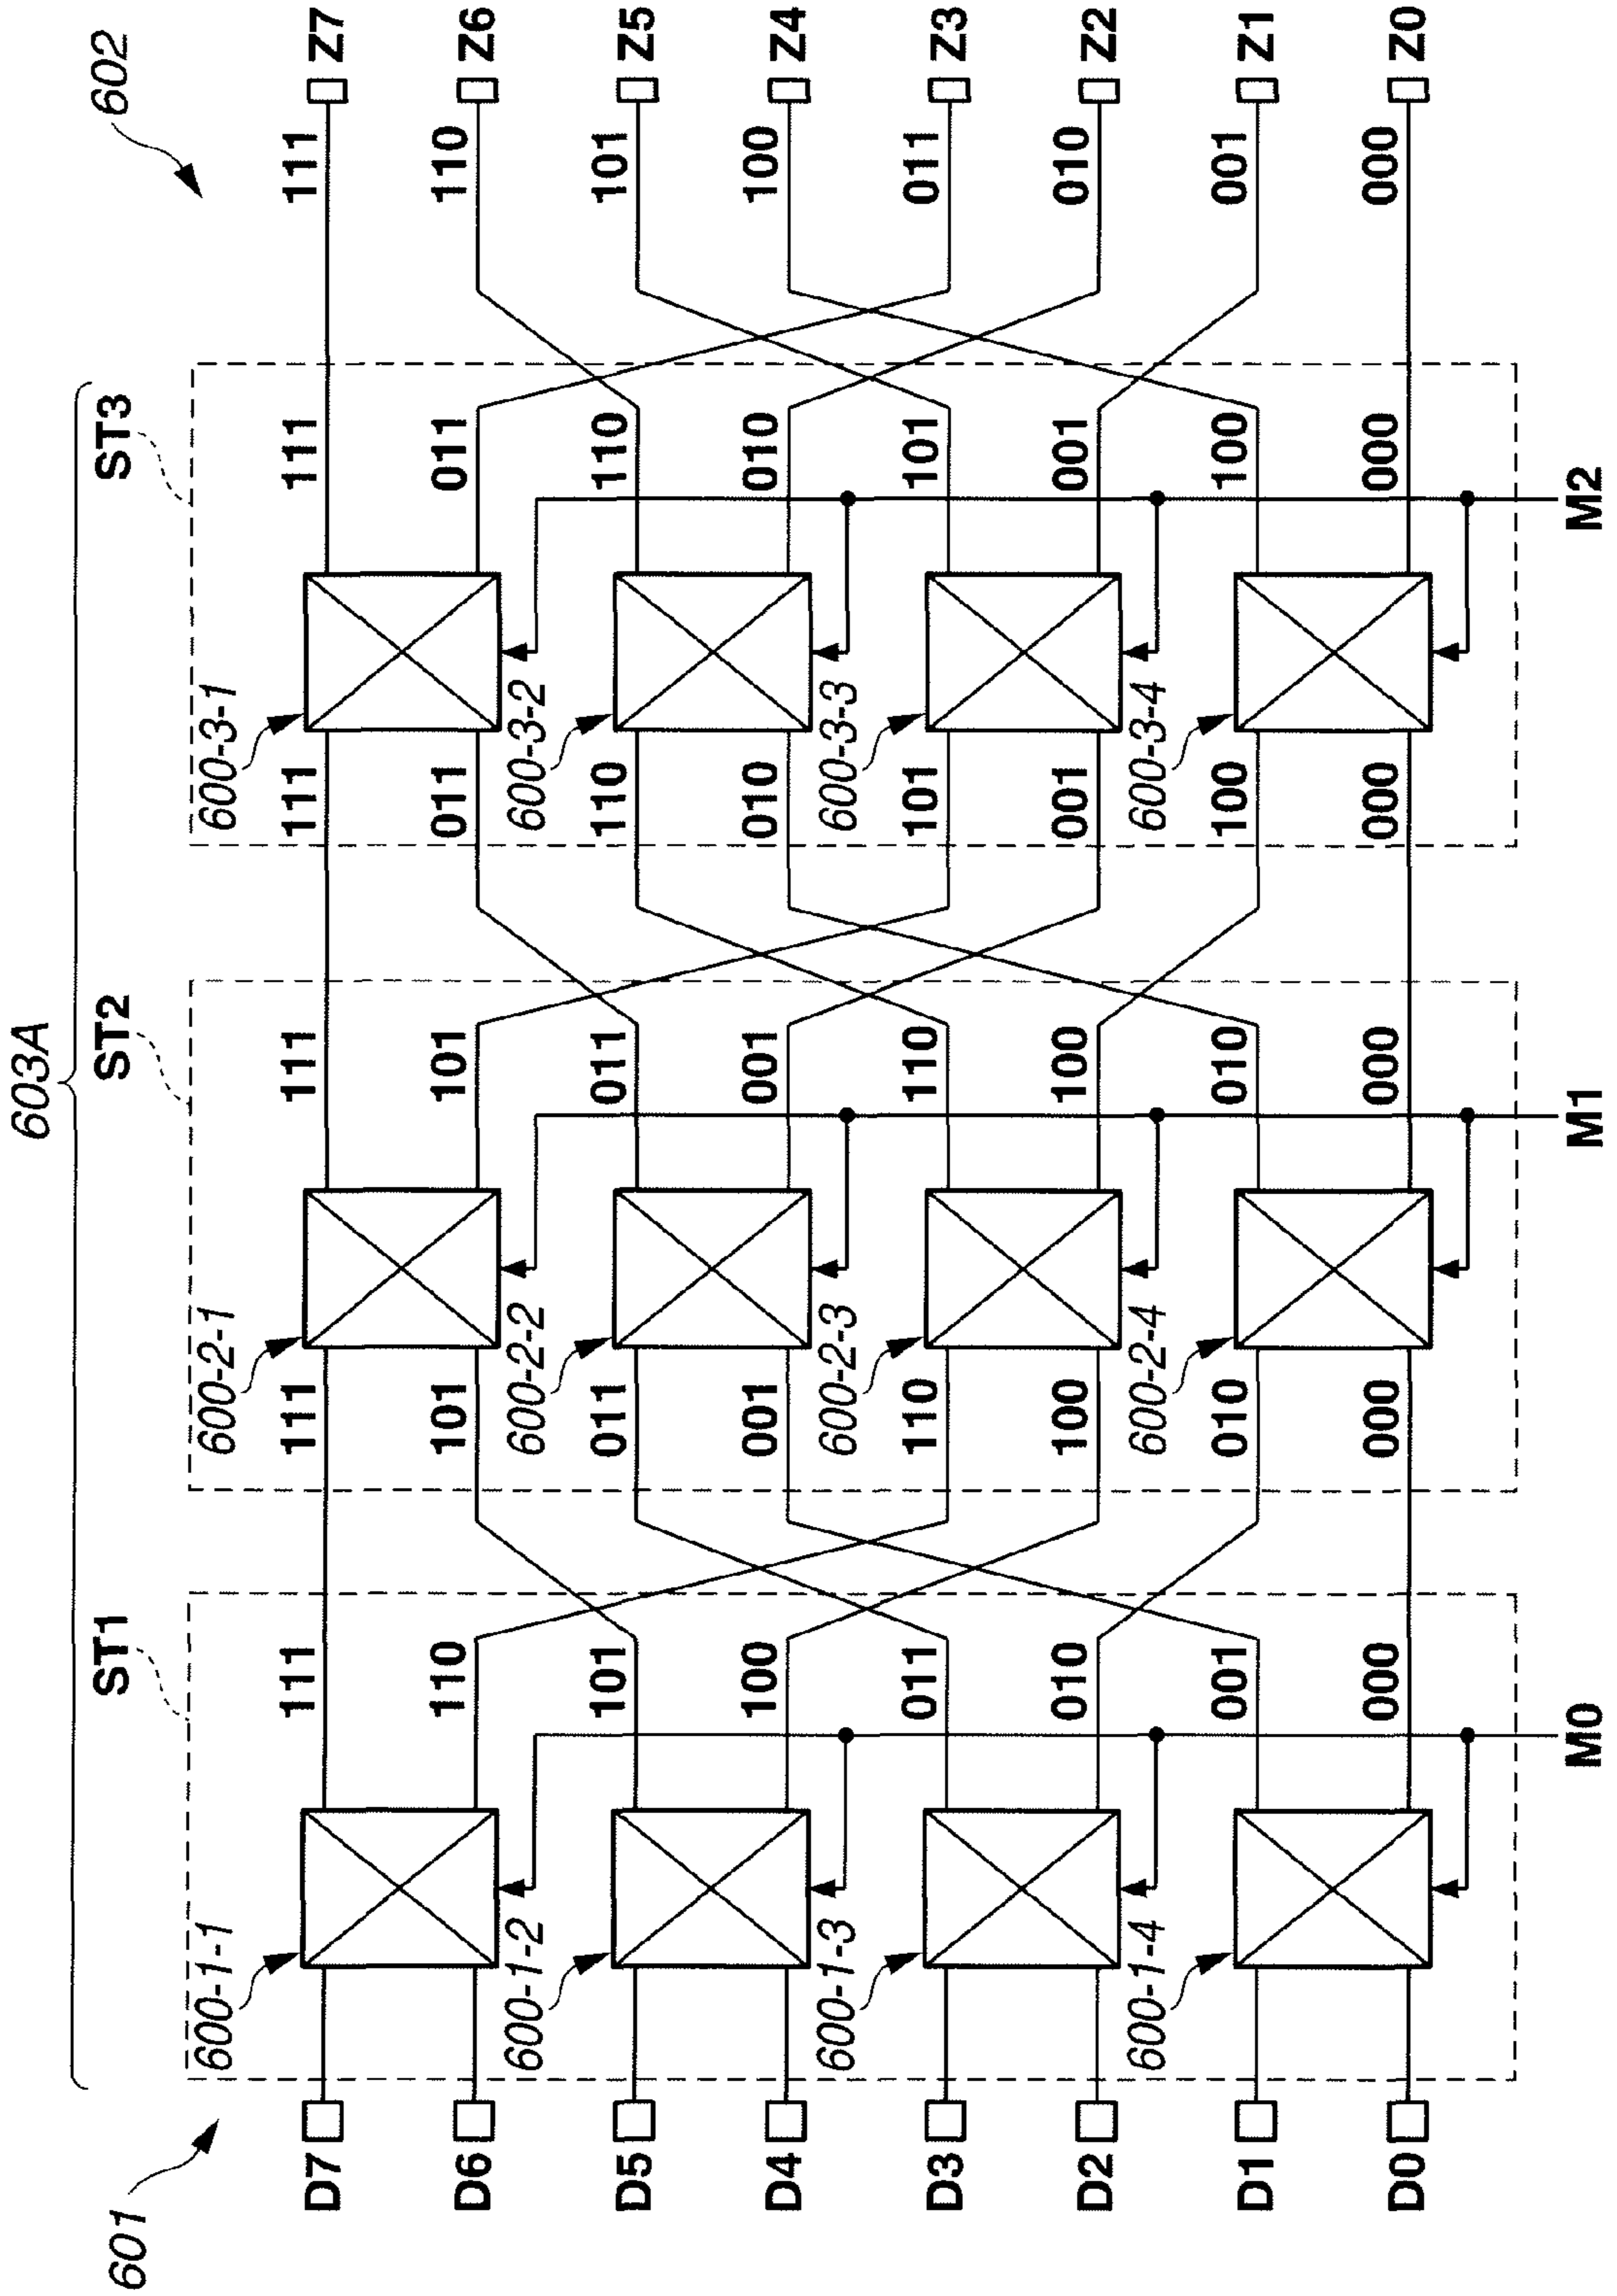 603A
601 ST1 ST2 ST3 602
600-1-1 600-2-1 600-3-1
D7 111 111 111 111 111 111 Z7
D6 110 101 101 011 011 110 Z6
600-1-2 600-2-2 600-3-2
D5 101 011 011 110 110 101 Z5
D4 100 001 001 010 010 100 Z4
600-1-3 600-2-3 600-3-3
D3 011 110 110 101 101 011 Z3
D2 010 100 100 001 001 010 Z2
600-1-4 600-2-4 600-3-4
D1 001 010 010 100 100 001 Z1
D0 000 000 000 000 000 000 Z0
M0 M1 M2